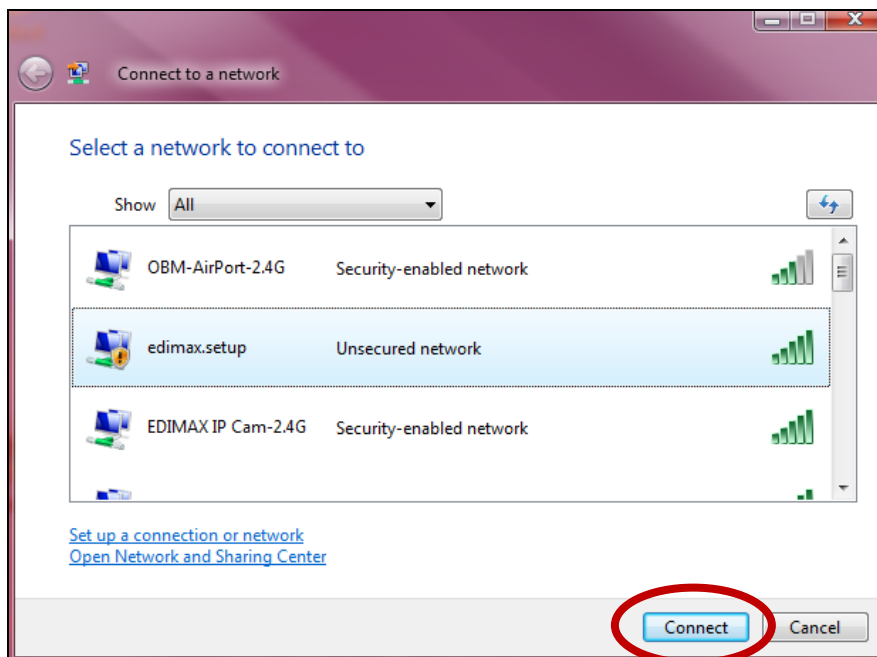 Connect to a network
Select a network to connect to
Show All
OBM-AirPort-2.4G Security-enabled network
edimax.setup Unsecured network
EDIMAX IP Cam-2.4G Security-enabled network
Set up a connection or network
Open Network and Sharing Center
Connect Cancel